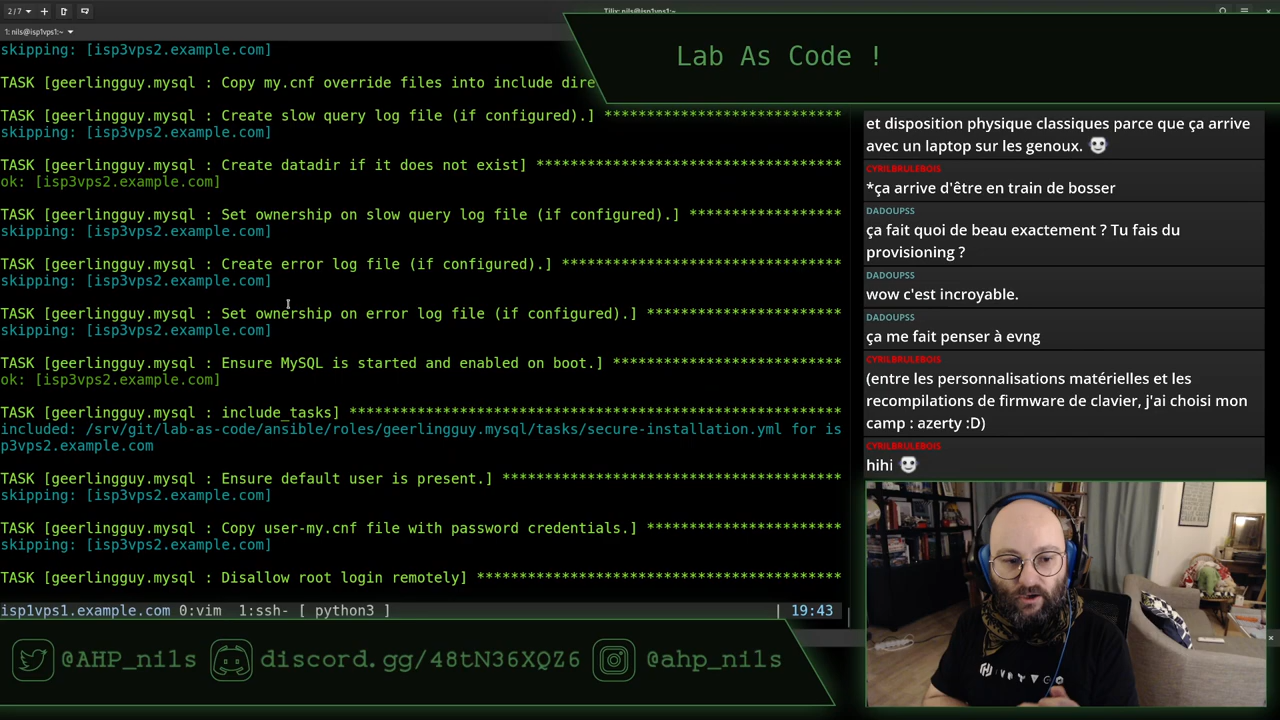 2/7
Tilix: nils@isp1vps1:~
1: nils@isp1vps1:~
Lab As Code !
skipping: [isp3vps2.example.com]
TASK [geerlingguy.mysql : Copy my.cnf override files into include dire
TASK [geerlingguy.mysql : Create slow query log file (if configured).] ****************************
skipping: [isp3vps2.example.com]
TASK [geerlingguy.mysql : Create datadir if it does not exist] ************************************
ok: [isp3vps2.example.com]
TASK [geerlingguy.mysql : Set ownership on slow query log file (if configured).] ******************
skipping: [isp3vps2.example.com]
TASK [geerlingguy.mysql : Create error log file (if configured).] *********************************
skipping: [isp3vps2.example.com]
TASK [geerlingguy.mysql : Set ownership on error log file (if configured).] ***********************
skipping: [isp3vps2.example.com]
TASK [geerlingguy.mysql : Ensure MySQL is started and enabled on boot.] ***************************
ok: [isp3vps2.example.com]
TASK [geerlingguy.mysql : include_tasks] **********************************************************
included: /srv/git/lab-as-code/ansible/roles/geerlingguy.mysql/tasks/secure-installation.yml for is
p3vps2.example.com
TASK [geerlingguy.mysql : Ensure default user is present.] ****************************************
skipping: [isp3vps2.example.com]
TASK [geerlingguy.mysql : Copy user-my.cnf file with password credentials.] ***********************
skipping: [isp3vps2.example.com]
TASK [geerlingguy.mysql : Disallow root login remotely] *******************************************
isp1vps1.example.com 0:vim 1:ssh- [ python3 ] | 19:43
et disposition physique classiques parce que ça arrive
avec un laptop sur les genoux.
CYRILBRULEBOIS
*ça arrive d'être en train de bosser
DADOUPSS
ça fait quoi de beau exactement ? Tu fais du
provisioning ?
DADOUPSS
wow c'est incroyable.
DADOUPSS
ça me fait penser à evng
CYRILBRULEBOIS
(entre les personnalisations matérielles et les
recompilations de firmware de clavier, j'ai choisi mon
camp : azerty :D)
CYRILBRULEBOIS
hihi
@AHP_nils discord.gg/48tN36XQZ6 @ahp_nils